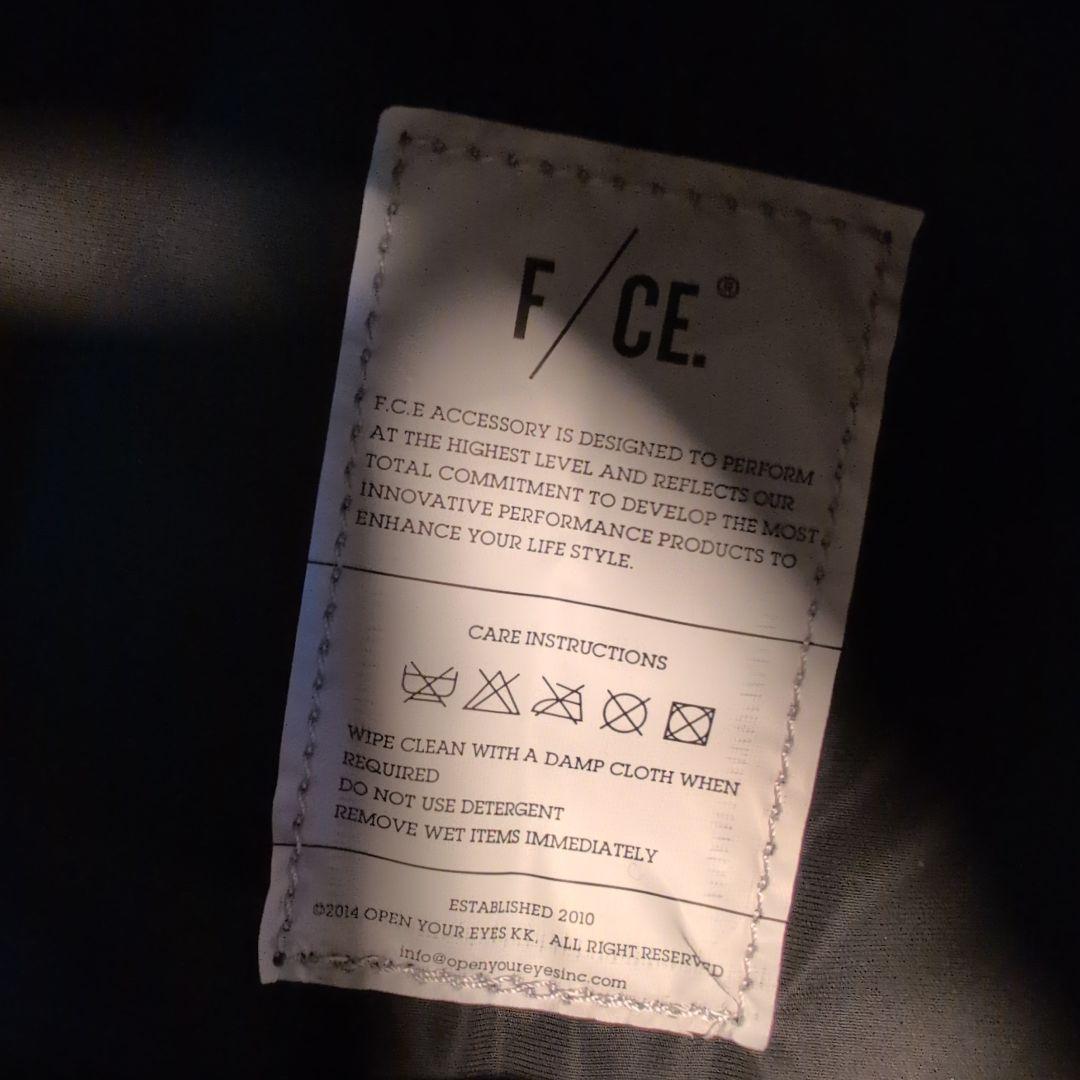 F/CE.®
F.C.E ACCESSORY IS DESIGNED TO PERFORM
AT THE HIGHEST LEVEL AND REFLECTS OUR
TOTAL COMMITMENT TO DEVELOP THE MOST
INNOVATIVE PERFORMANCE PRODUCTS TO
ENHANCE YOUR LIFE STYLE.
CARE INSTRUCTIONS
WIPE CLEAN WITH A DAMP CLOTH WHEN
REQUIRED
DO NOT USE DETERGENT
REMOVE WET ITEMS IMMEDIATELY
ESTABLISHED 2010
©2014 OPEN YOUR EYES KK, ALL RIGHT RESERVED
info@openyoureyesinc.com